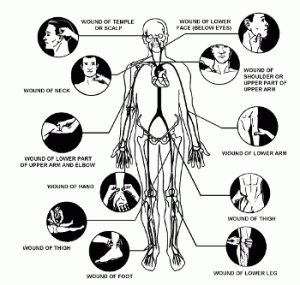 WOUND OF TEMPLE
OR SCALP
WOUND OF LOWER
FACE (BELOW EYES)
WOUND OF NECK
WOUND OF
SHOULDER OR
UPPER PART OF
UPPER ARM
WOUND OF LOWER PART
OF UPPER ARM AND ELBOW
WOUND OF LOWER ARM
WOUND OF HAND
WOUND OF THIGH
WOUND OF THIGH
WOUND OF FOOT
WOUND OF LOWER LEG